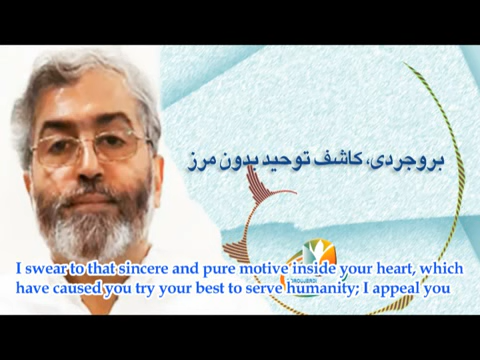 بروجردی، کاشف توحید بدون مرز
I swear to that sincere and pure motive inside your heart, which
have caused you try your best to serve humanity; I appeal you